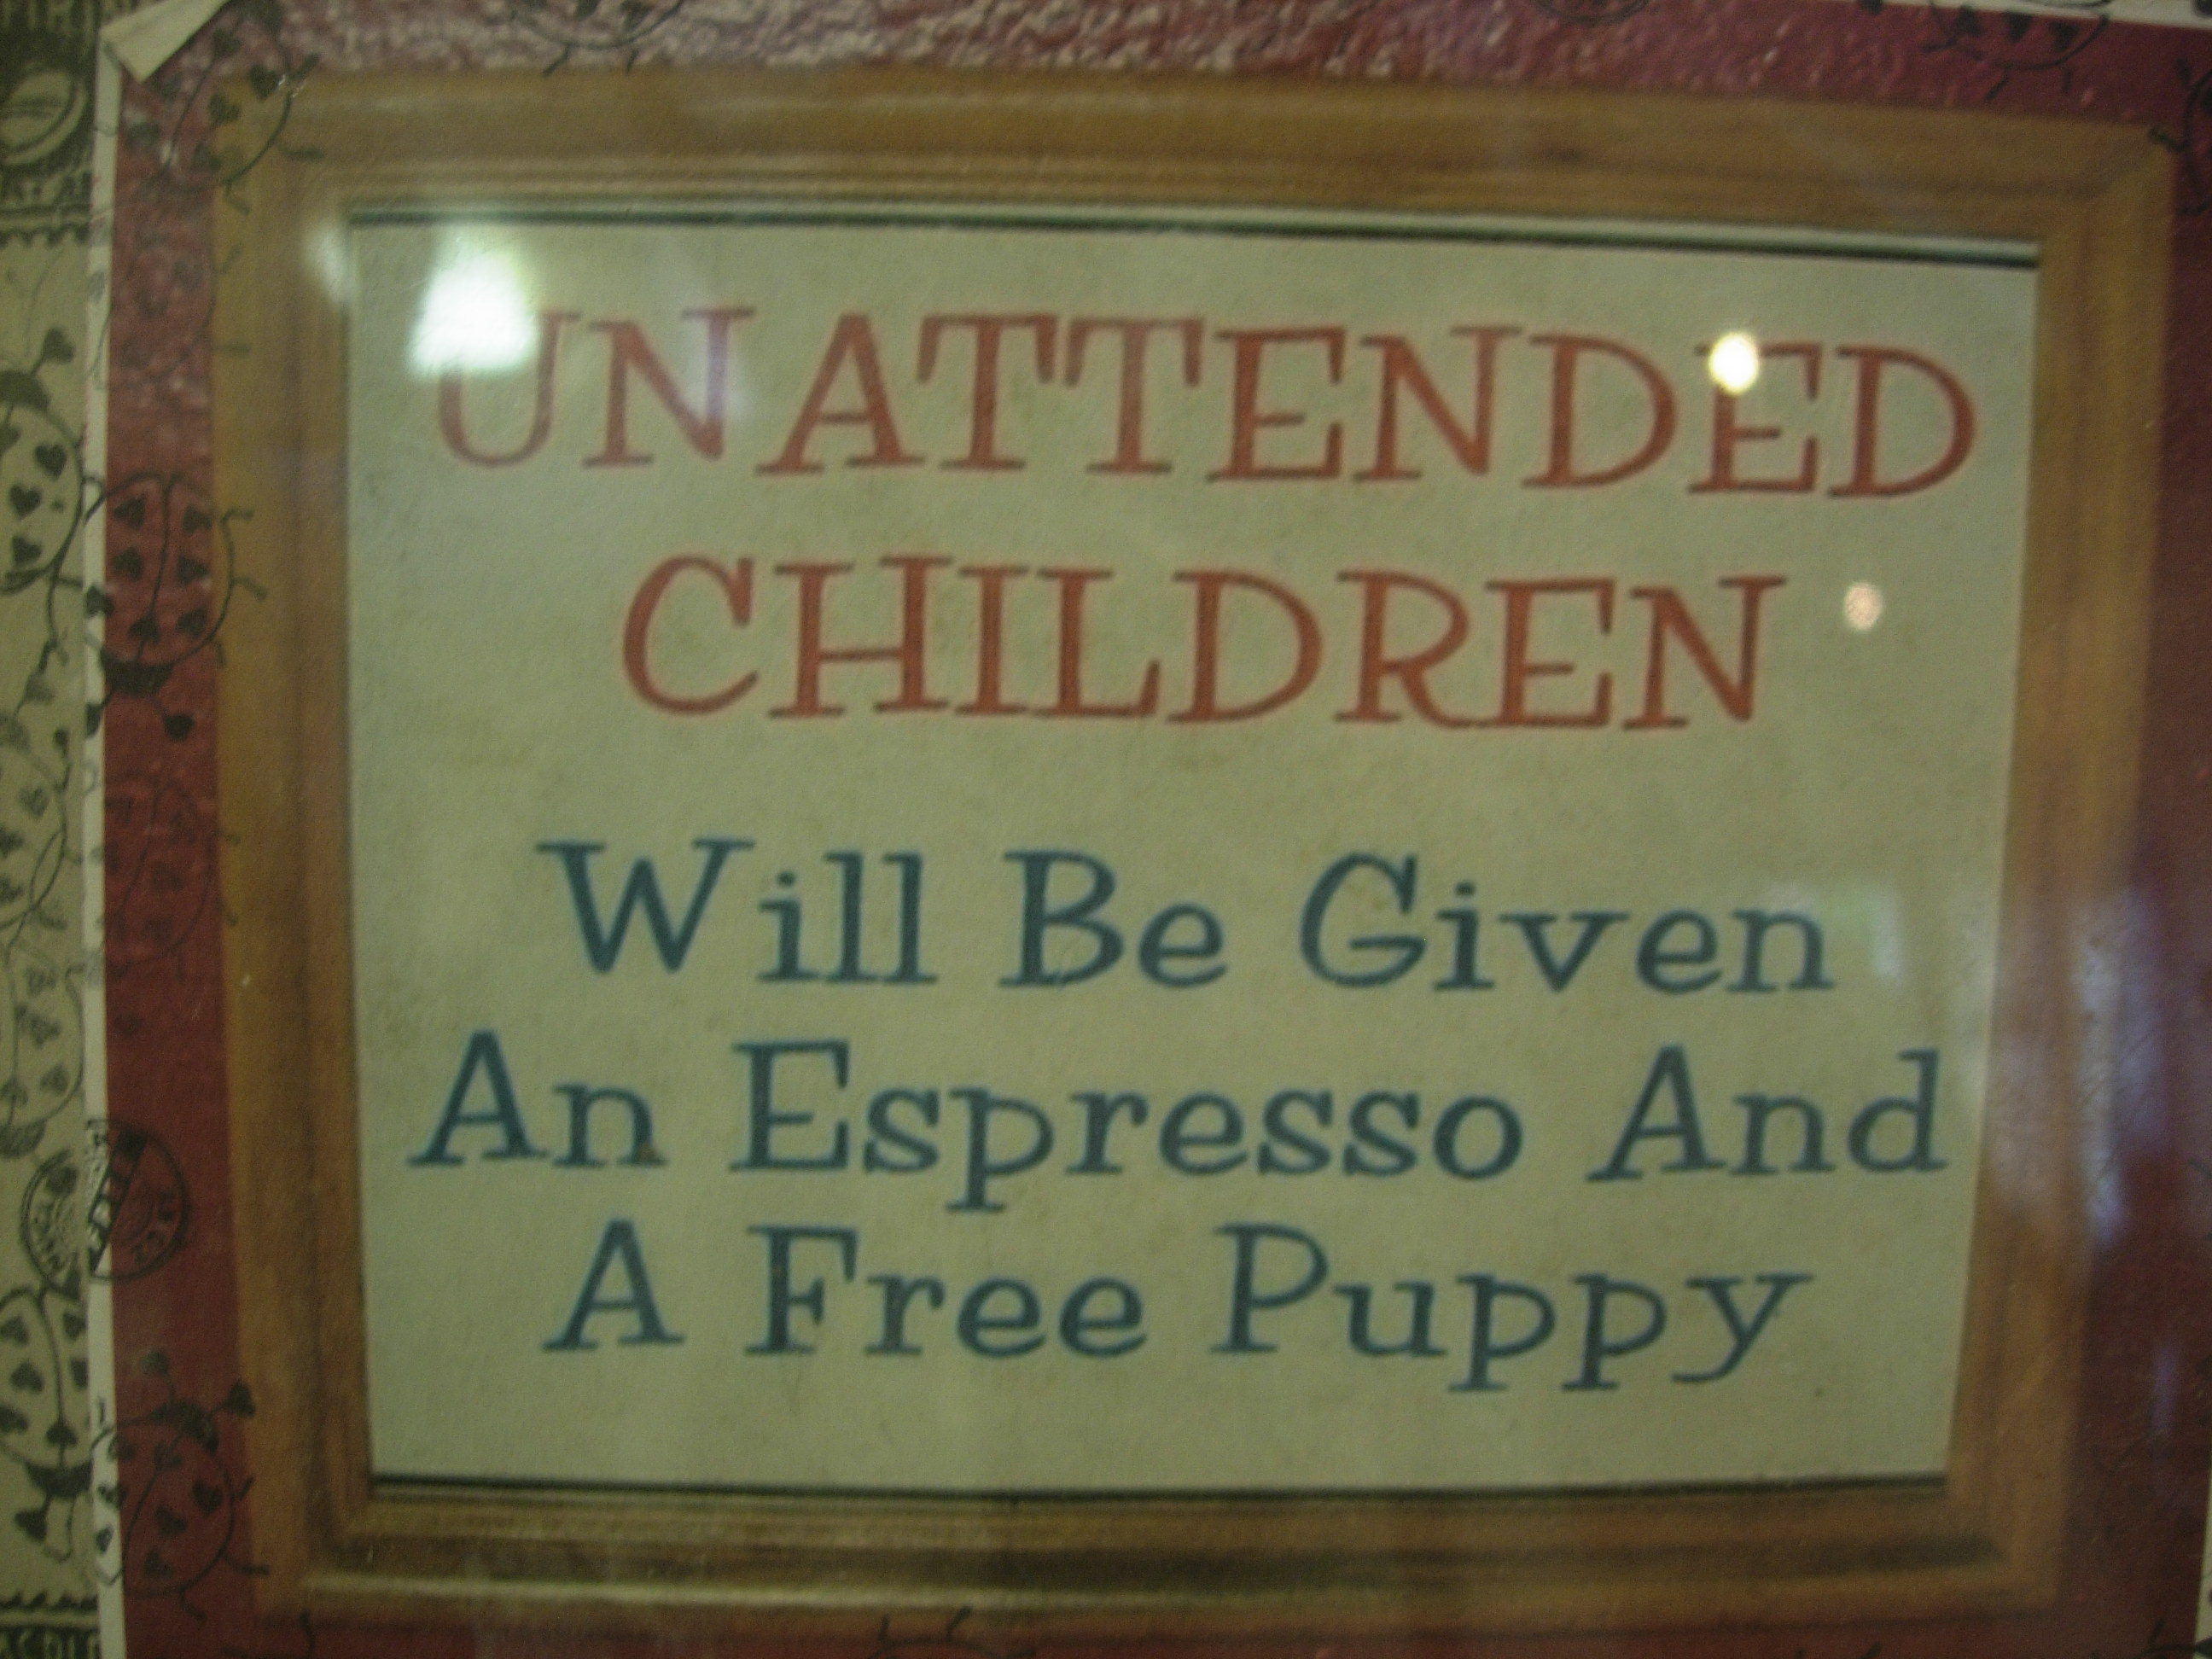 UNATTENDED
CHILDREN
Will Be Given
An Espresso And
A Free Puppy